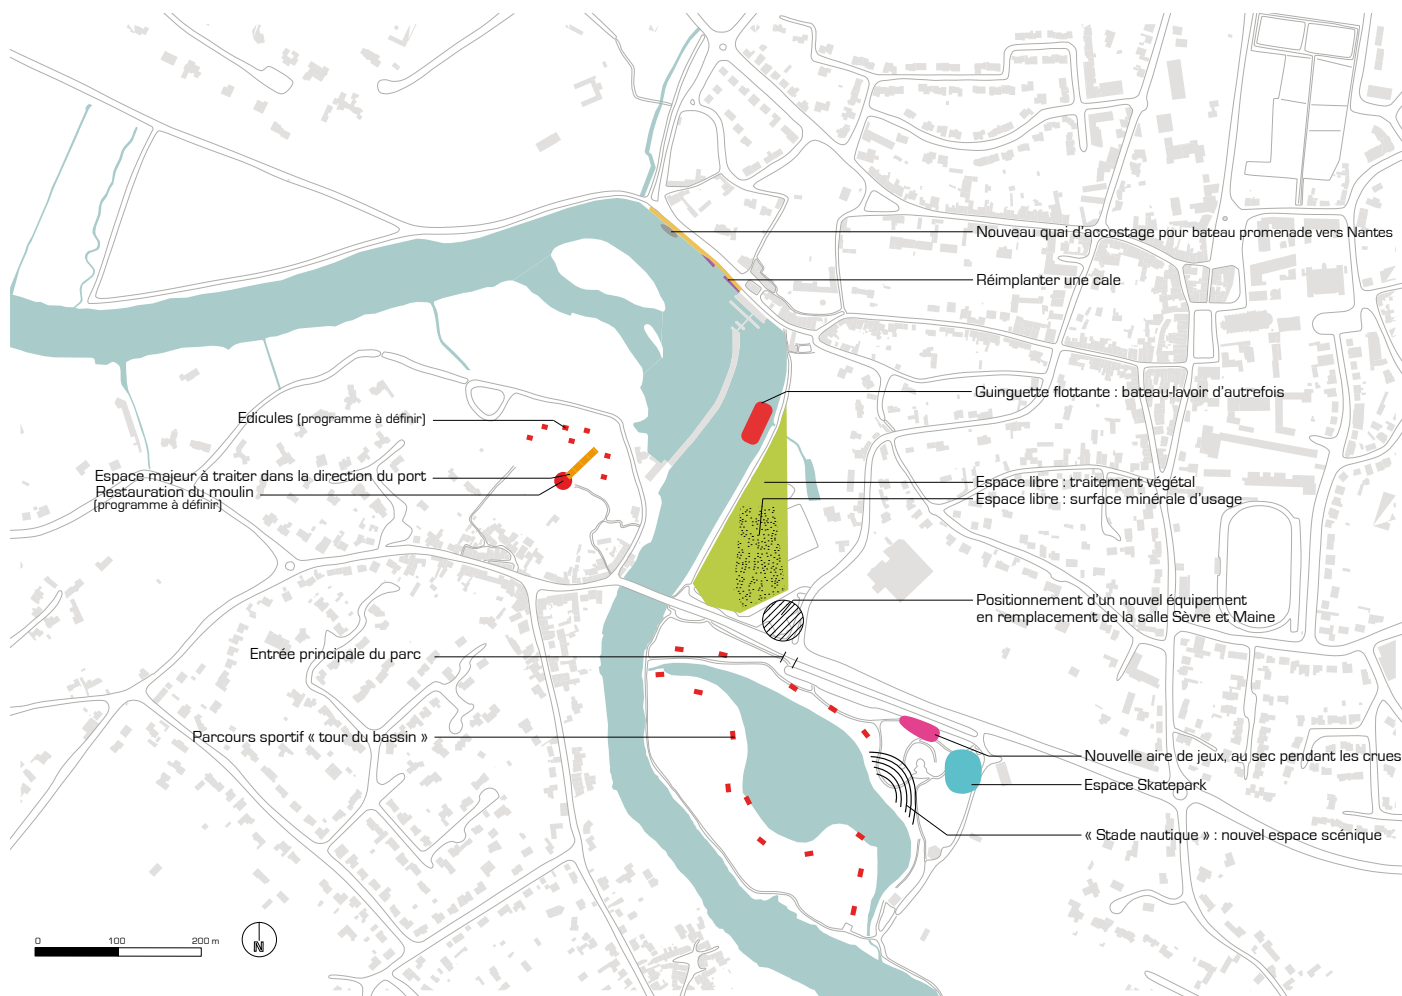 Nouveau quai d'accostage pour bateau promenade vers Nantes
Réimplanter une cale
Guinguette flottante : bateau-lavoir d'autrefois
Edicules (programme à définir)
Espace majeur à traiter dans la direction du port
Restauration du moulin
(programme à définir)
Espace libre : traitement végétal
Espace libre : surface minérale d'usage
Positionnement d'un nouvel équipement
en remplacement de la salle Sèvre et Maine
Entrée principale du parc
Parcours sportif « tour du bassin »
Nouvelle aire de jeux, au sec pendant les crues
Espace Skatepark
« Stade nautique » : nouvel espace scénique
0 100 200 m
N